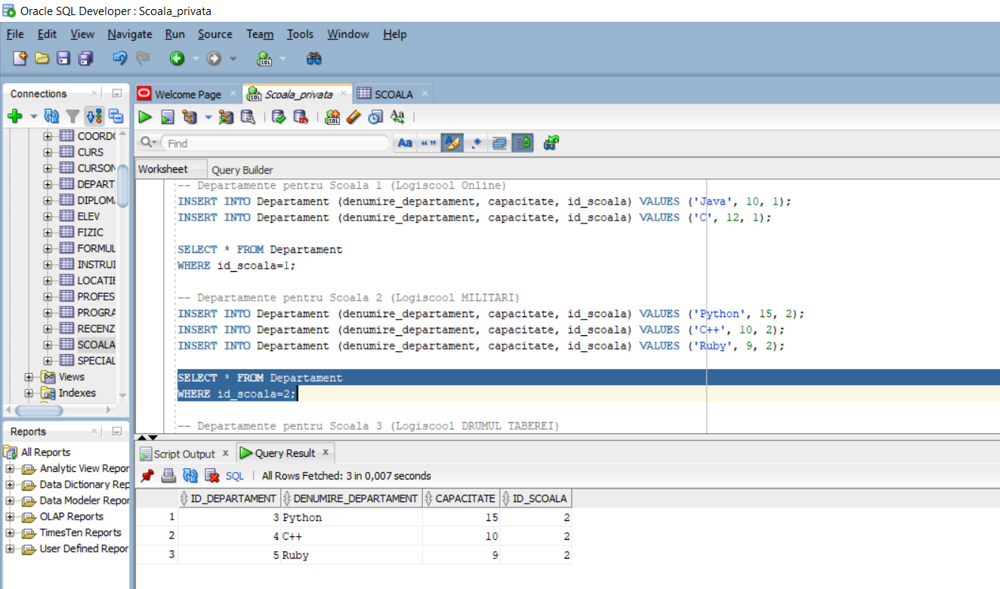 Oracle SQL Developer : Scoala_privata
File Edit View Navigate Run Source Team Tools Window Help
Connections
Welcome Page
Scoala_privata
SCOALA
SQL
Find
Aa
“ ”
.*
Worksheet
Query Builder
COORDO
CURS
CURSON
DEPART
DIPLOMA
ELEV
FIZIC
FORMUL
INSTRUI
LOCATIE
PROFES
PROGRA
RECENZ
SCOALA
SPECIAL
Views
Indexes
-- Departamente pentru Scoala 1 (Logiscool Online)
INSERT INTO Departament (denumire_departament, capacitate, id_scoala) VALUES ('Java', 10, 1);
INSERT INTO Departament (denumire_departament, capacitate, id_scoala) VALUES ('C', 12, 1);
SELECT * FROM Departament
WHERE id_scoala=1;
-- Departamente pentru Scoala 2 (Logiscool MILITARI)
INSERT INTO Departament (denumire_departament, capacitate, id_scoala) VALUES ('Python', 15, 2);
INSERT INTO Departament (denumire_departament, capacitate, id_scoala) VALUES ('C++', 10, 2);
INSERT INTO Departament (denumire_departament, capacitate, id_scoala) VALUES ('Ruby', 9, 2);
SELECT * FROM Departament
WHERE id_scoala=2;
-- Departamente pentru Scoala 3 (Logiscool DRUMUL TABEREI)
Reports
All Reports
Analytic View Repor
Data Dictionary Rep
Data Modeler Repor
OLAP Reports
TimesTen Reports
User Defined Repor
Script Output
Query Result
SQL | All Rows Fetched: 3 in 0,007 seconds
ID_DEPARTAMENT DENUMIRE_DEPARTAMENT CAPACITATE ID_SCOALA
1 3 Python 15 2
2 4 C++ 10 2
3 5 Ruby 9 2